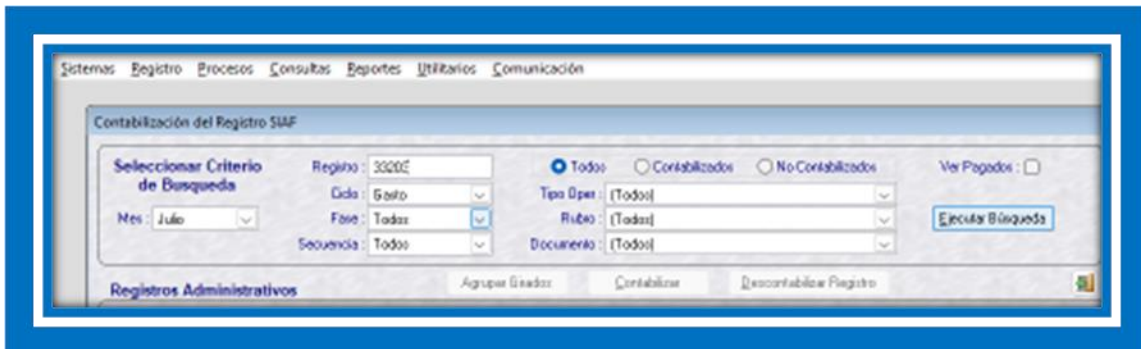 Sistemas Registro Procesos Consultas Reportes Utilitarios Comunicación
Contabilización del Registro SIAF
Seleccionar Criterio de Busqueda
Mes : Julio
Registro :
Ciclo : Gasto
Fase : Todos
Secuencia : Todos
Todos Contabilizados No Contabilizados
Tipo Oper : (Todos)
Rubro : (Todos)
Documento : (Todos)
Ver Pagados :
Ejecutar Búsqueda
Registros Administrativos
Agrupar Girados Contabilizar Descontabilizar Registro